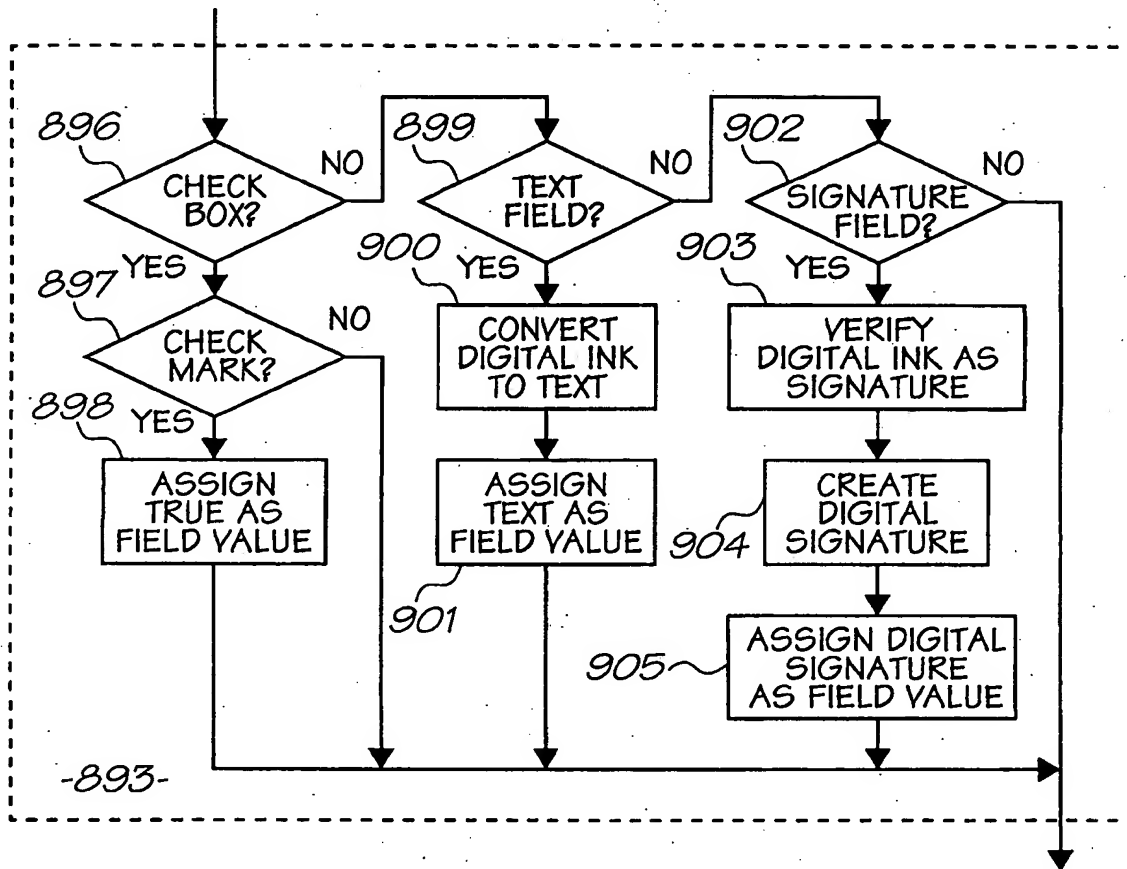 896
CHECK
BOX?
NO
YES
899
TEXT
FIELD?
NO
YES
902
SIGNATURE
FIELD?
NO
YES
897
CHECK
MARK?
NO
YES
900
CONVERT
DIGITAL INK
TO TEXT
903
VERIFY
DIGITAL INK AS
SIGNATURE
898
ASSIGN
TRUE AS
FIELD VALUE
ASSIGN
TEXT AS
FIELD VALUE
901
CREATE
DIGITAL
SIGNATURE
904
ASSIGN DIGITAL
SIGNATURE
AS FIELD VALUE
905
-893-